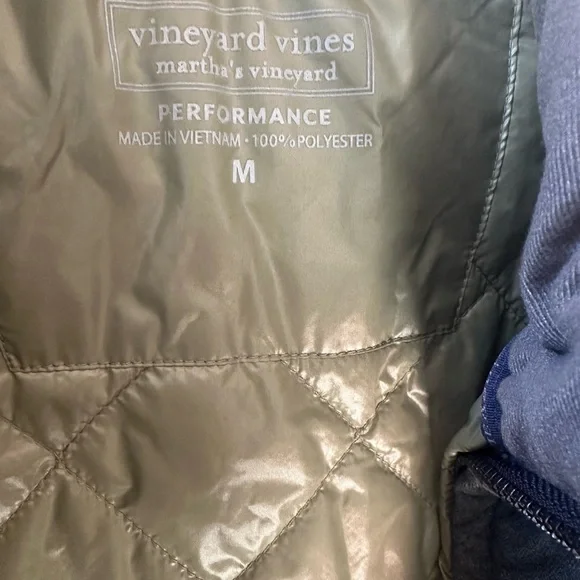 vineyard vines
martha's vineyard
PERFORMANCE
MADE IN VIETNAM · 100% POLYESTER
M